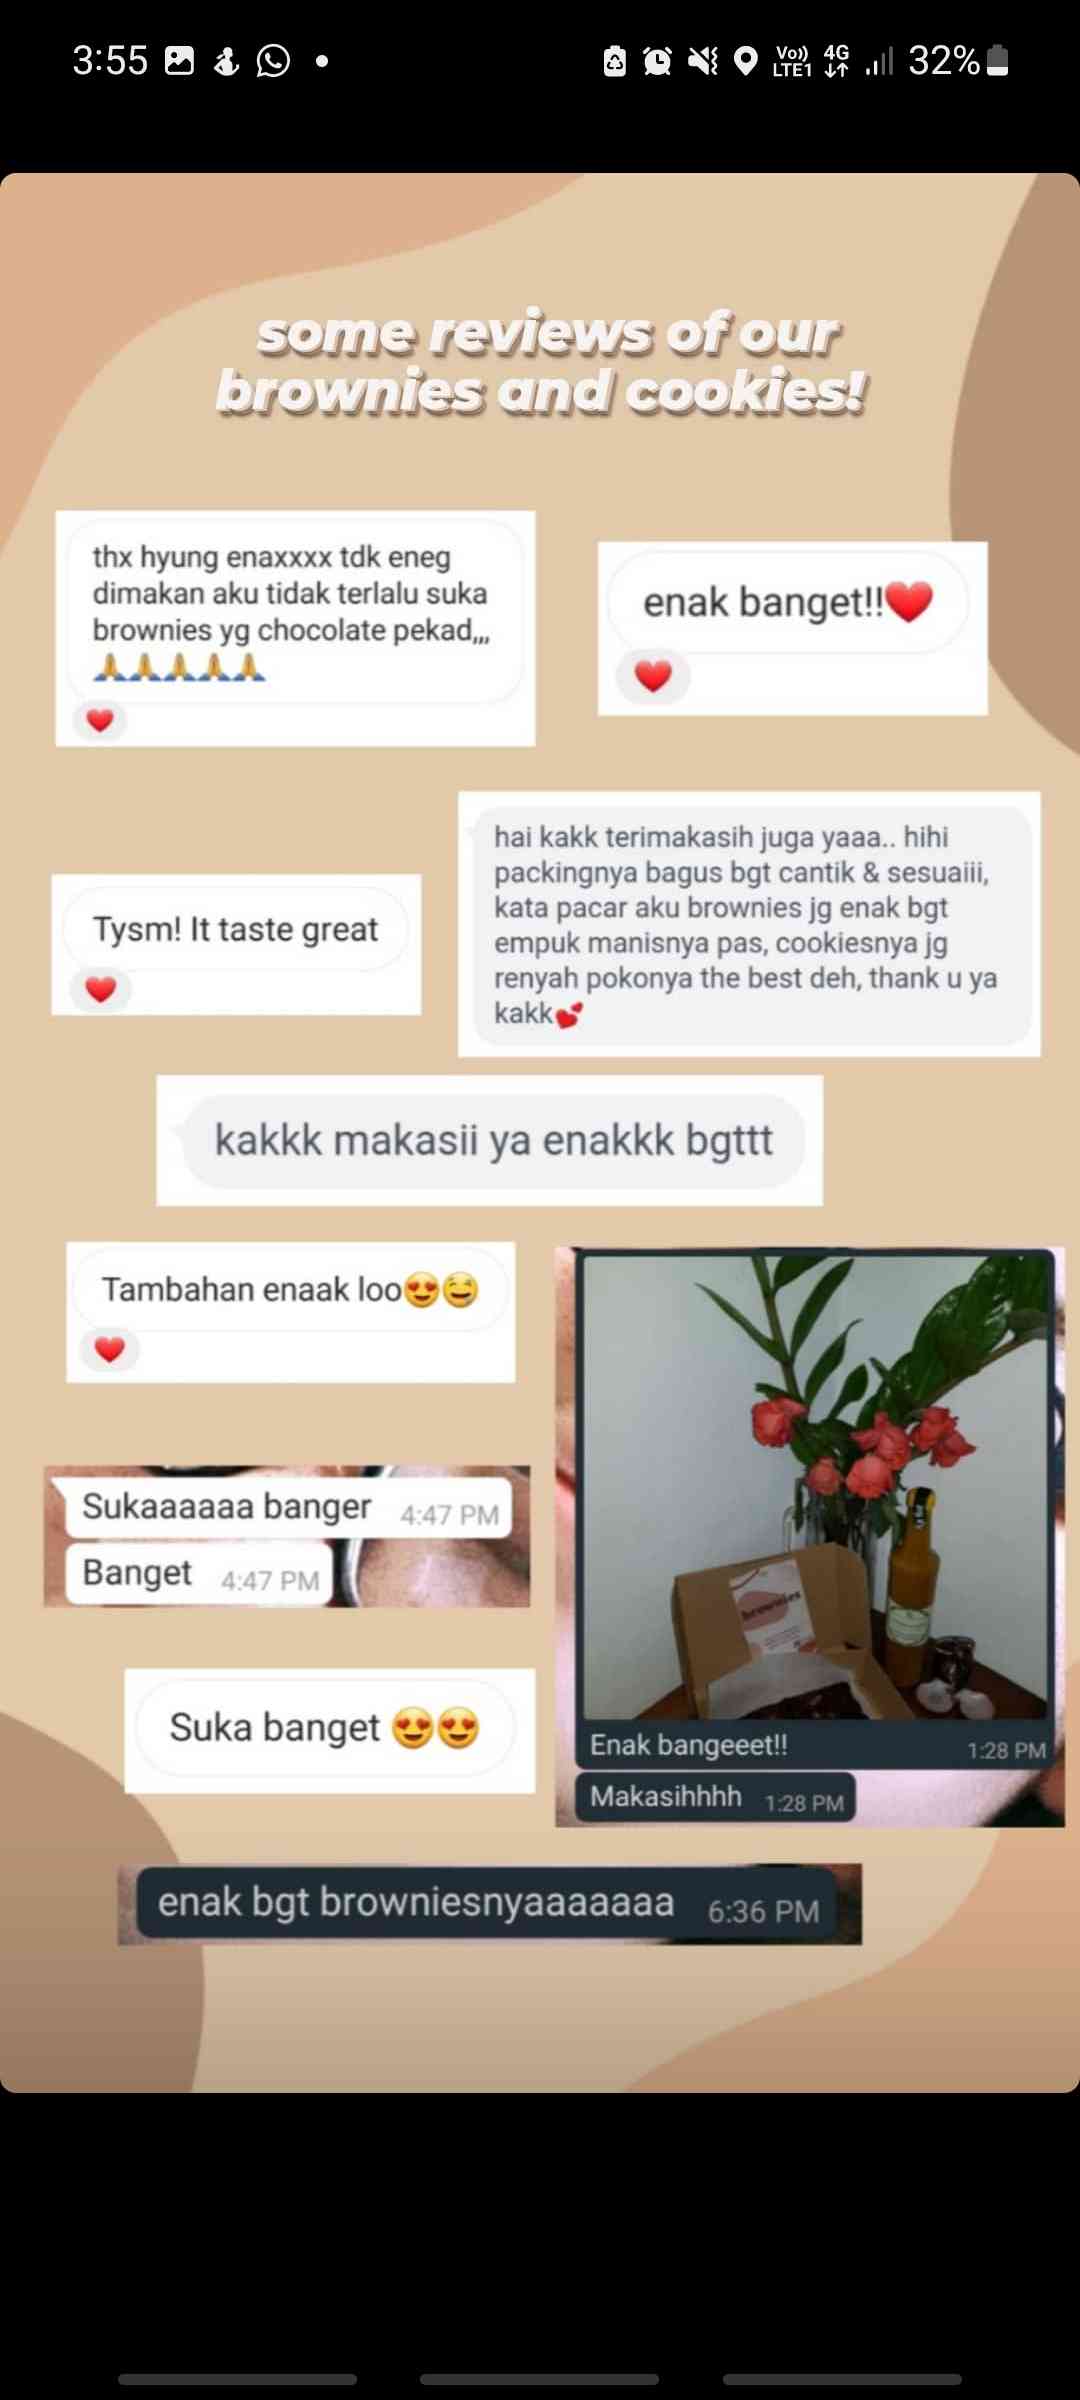 3:55
Vo)) LTE1 4G 32%
some reviews of our
brownies and cookies!
thx hyung enaxxxx tdk eneg
dimakan aku tidak terlalu suka
brownies yg chocolate pekad,,,
🙏🙏🙏🙏🙏
❤️
enak banget!!❤️
❤️
Tysm! It taste great
❤️
hai kakk terimakasih juga yaaa.. hihi
packingnya bagus bgt cantik & sesuaiii,
kata pacar aku brownies jg enak bgt
empuk manisnya pas, cookiesnya jg
renyah pokonya the best deh, thank u ya
kakk💕
kakkk makasii ya enakkk bgttt
Tambahan enaak loo😍🤤
❤️
Sukaaaaaa banger 4:47 PM
Banget 4:47 PM
Suka banget 😍😍
brownies
Enak bangeeet!! 1:28 PM
Makasihhhh 1:28 PM
enak bgt browniesnyaaaaaaa 6:36 PM